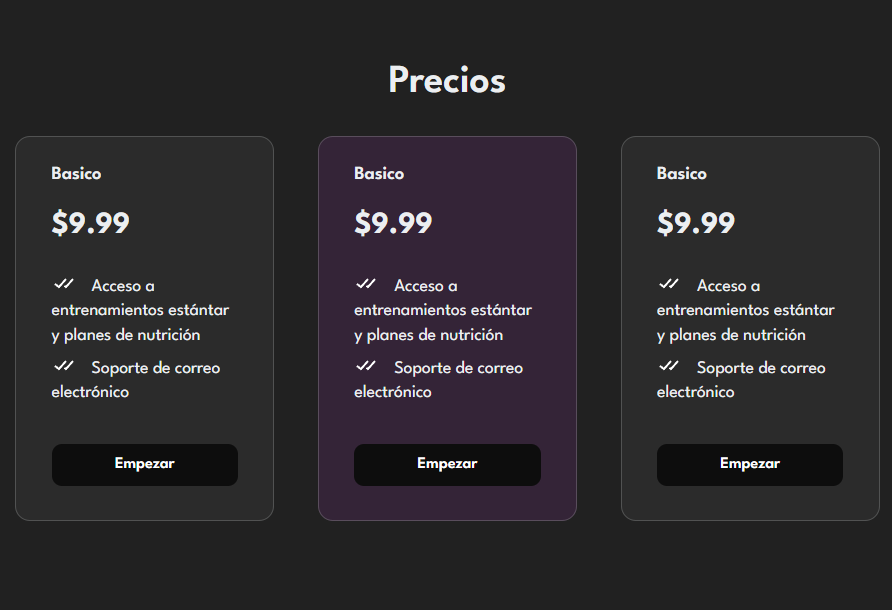 Precios
Basico
$9.99
Acceso a
entrenamientos estántar
y planes de nutrición
Soporte de correo
electrónico
Empezar
Basico
$9.99
Acceso a
entrenamientos estántar
y planes de nutrición
Soporte de correo
electrónico
Empezar
Basico
$9.99
Acceso a
entrenamientos estántar
y planes de nutrición
Soporte de correo
electrónico
Empezar